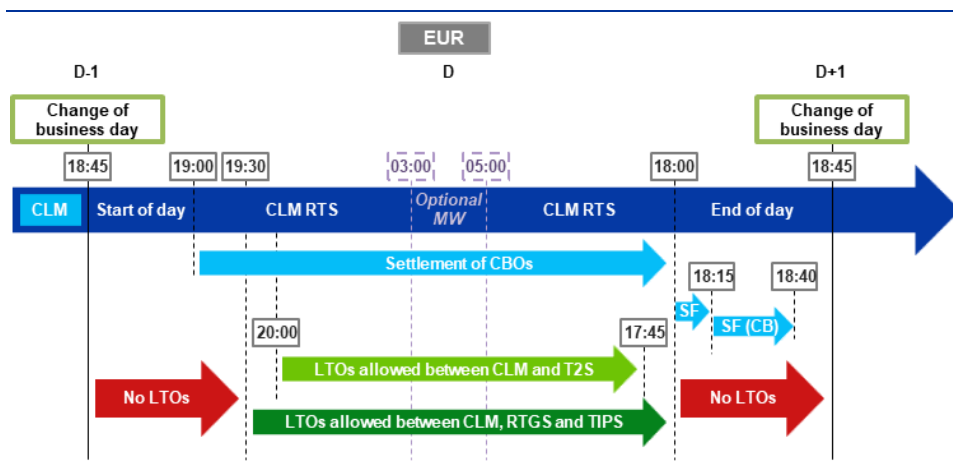 EUR
D-1
D
D+1
Change of
business day
Change of
business day
18:45
19:00
19:30
03:00
05:00
18:00
18:45
CLM
Start of day
CLM RTS
Optional
MW
CLM RTS
End of day
Settlement of CBOs
18:15
18:40
SF
SF (CB)
20:00
17:45
LTOs allowed between CLM and T2S
No LTOs
No LTOs
LTOs allowed between CLM, RTGS and TIPS